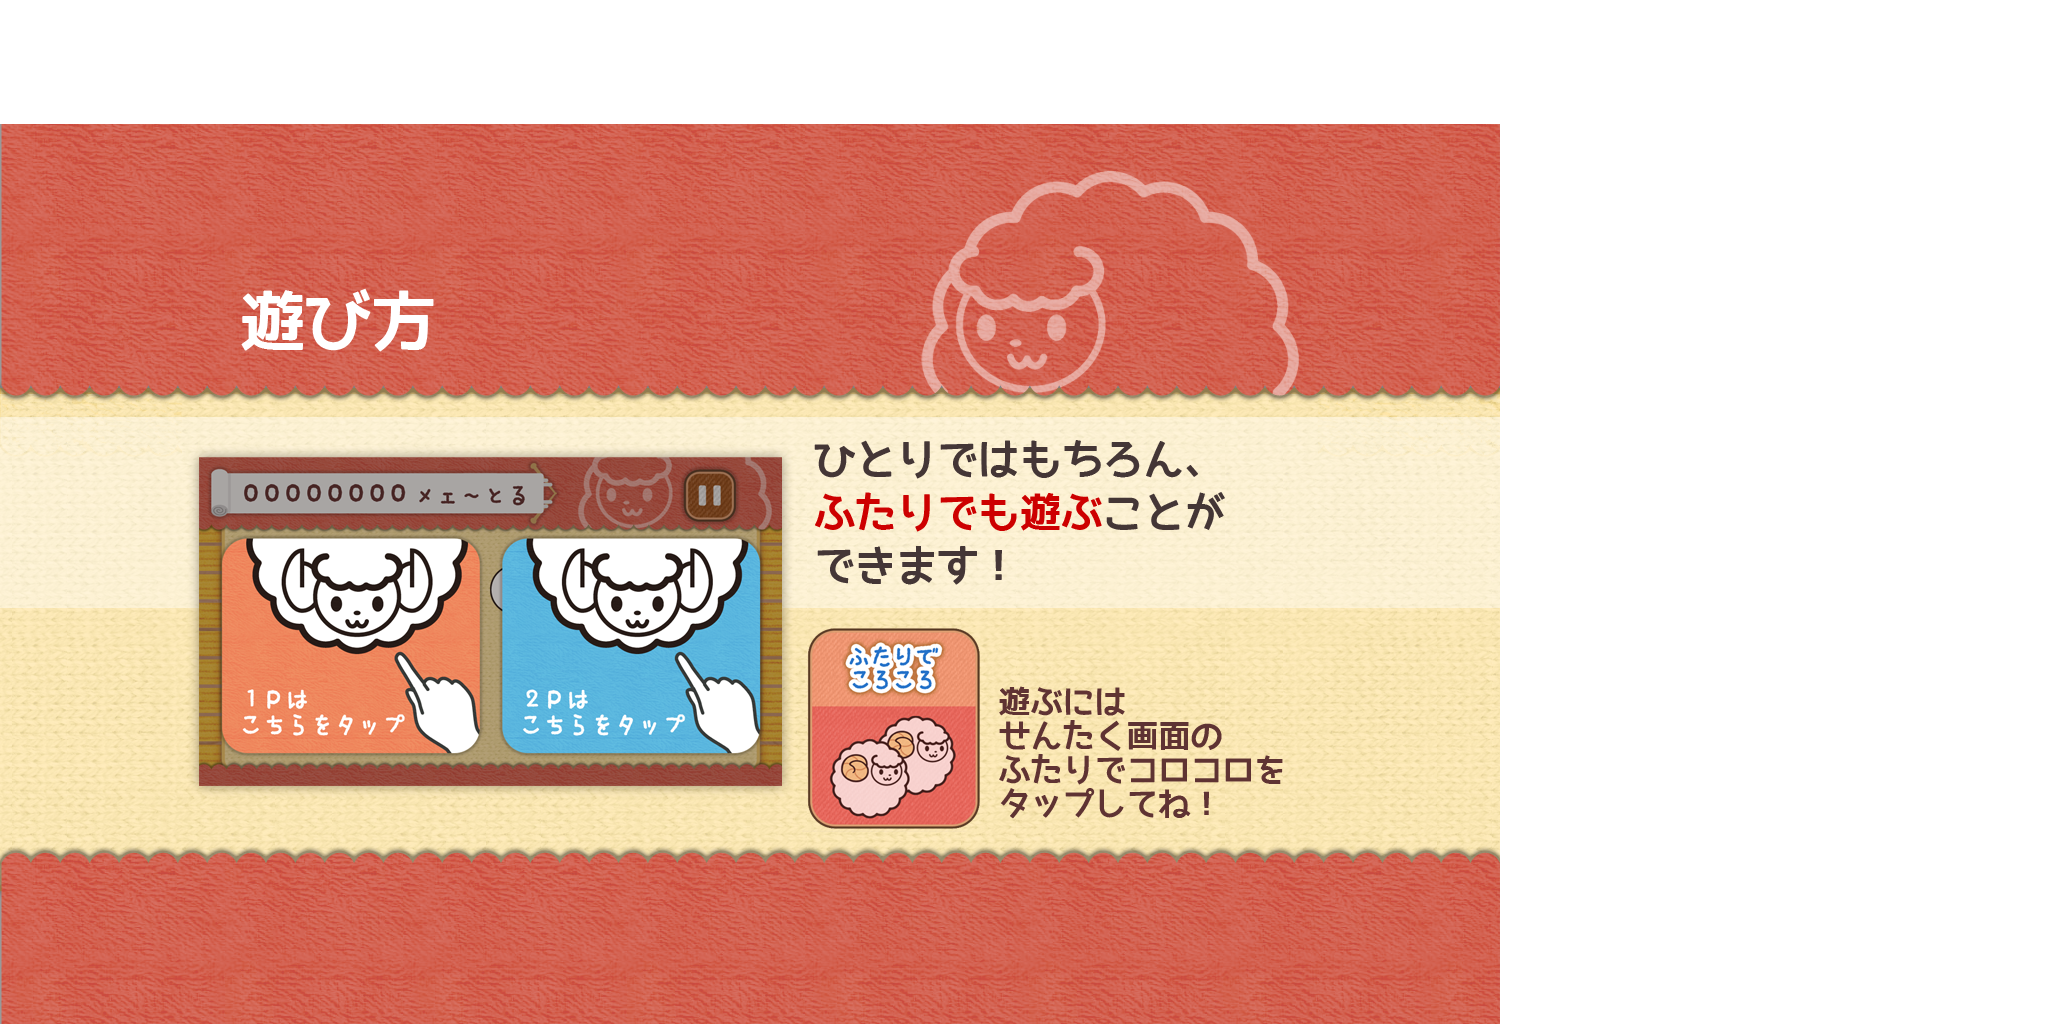 遊び方
00000000 メェ～とる
1Pは
こちらをタップ
2Pは
こちらをタップ
ひとりではもちろん、
ふたりでも遊ぶことが
できます！
ふたりで
ころころ
遊ぶには
せんたく画面の
ふたりでコロコロを
タップしてね！